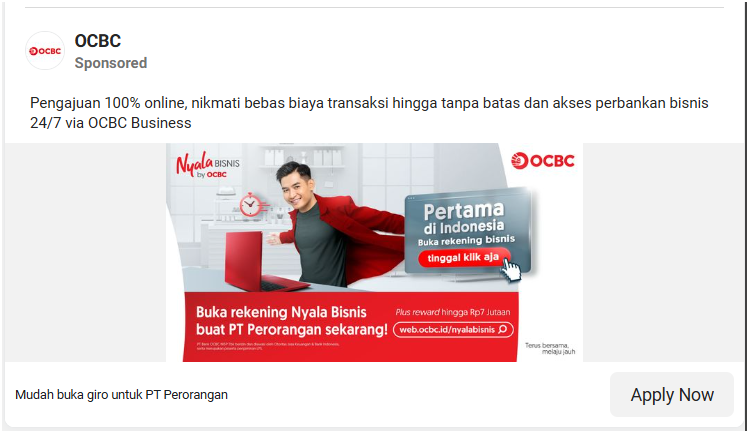 OCBC
OCBC
Sponsored
Pengajuan 100% online, nikmati bebas biaya transaksi hingga tanpa batas dan akses perbankan bisnis
24/7 via OCBC Business
Nyala BISNIS
by OCBC
OCBC
Pertama
di Indonesia
Buka rekening bisnis
tinggal klik aja
Buka rekening Nyala Bisnis
buat PT Perorangan sekarang!
Plus reward hingga Rp7 Jutaan
web.ocbc.id/nyalabisnis
Terus bersama,
melaju jauh
Mudah buka giro untuk PT Perorangan
Apply Now